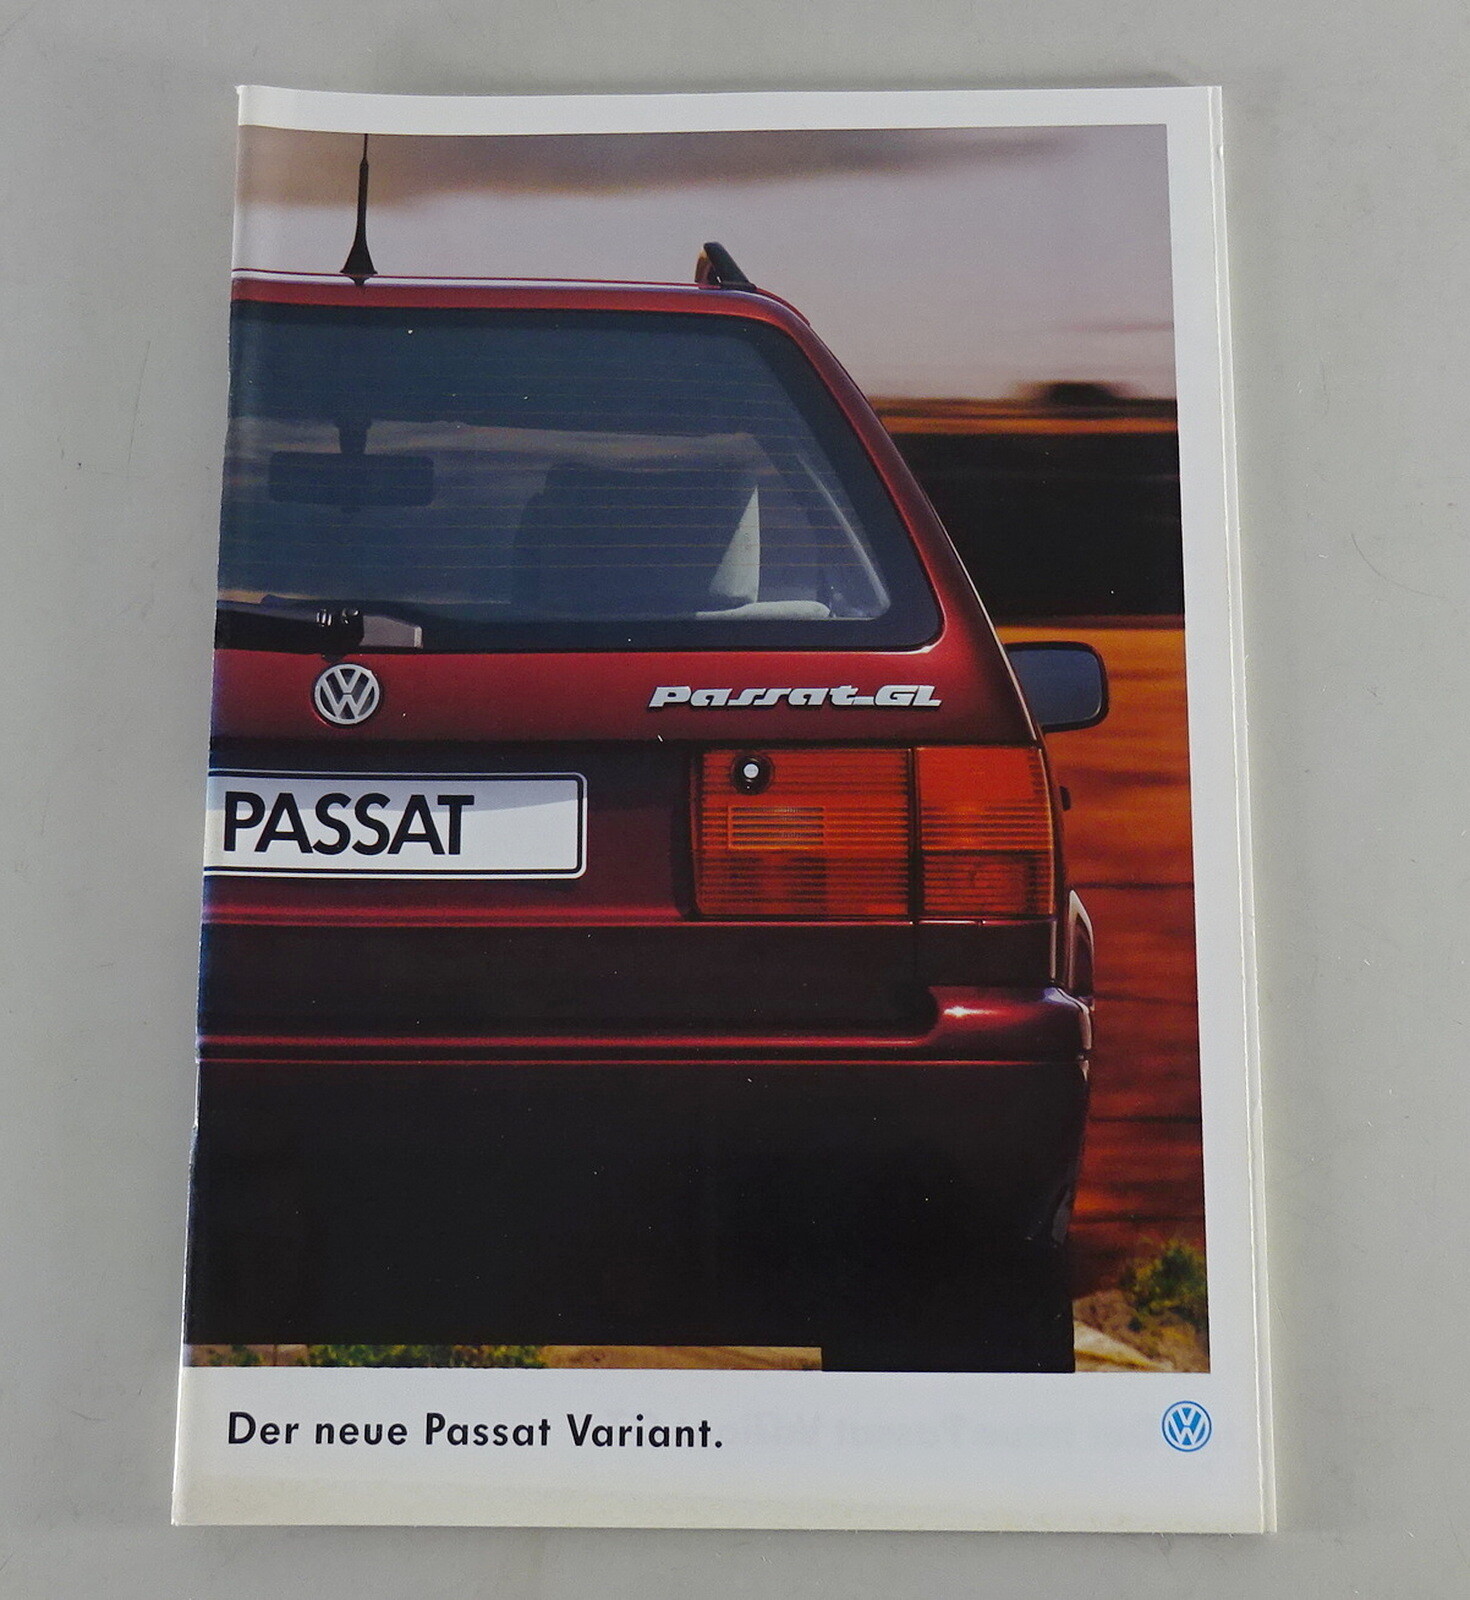 Passat GL
PASSAT
Der neue Passat Variant.